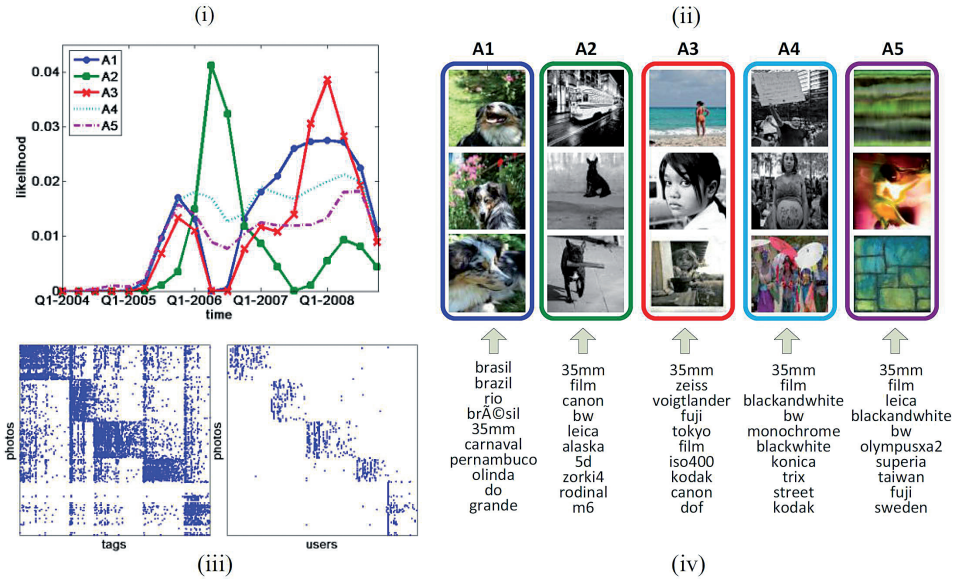 (i)
(ii)
A1
A2
A3
A4
A5
0.04
0.03
0.02
0.01
0
likelihood
Q1-2004 Q1-2005 Q1-2006 Q1-2007 Q1-2008
time
A1
A2
A3
A4
A5
photos
tags
photos
users
(iii)
brasil
brazil
rio
brÃ©sil
35mm
carnaval
pernambuco
olinda
do
grande
35mm
film
canon
bw
leica
alaska
5d
zorki4
rodinal
m6
35mm
zeiss
voigtlander
fuji
tokyo
film
iso400
kodak
canon
dof
35mm
film
blackandwhite
bw
monochrome
blackwhite
konica
trix
street
kodak
35mm
film
leica
blackandwhite
bw
olympusxa2
superia
taiwan
fuji
sweden
(iv)